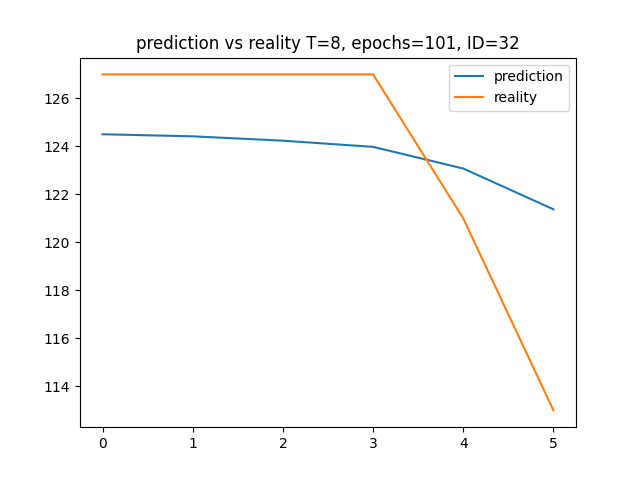 prediction vs reality T=8, epochs=101, ID=32
prediction
reality
126
124
122
120
118
116
114
0 1 2 3 4 5